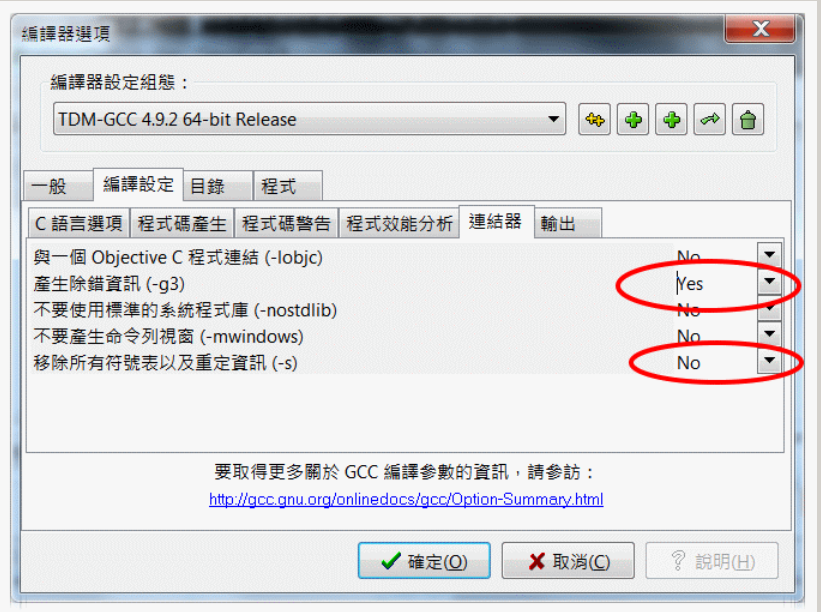 編譯器選項
X
編譯器設定組態：
TDM-GCC 4.9.2 64-bit Release
一般 編譯設定 目錄 程式
C 語言選項 程式碼產生 程式碼警告 程式效能分析 連結器 輸出
與一個 Objective C 程式連結 (-lobjc) No
產生除錯資訊 (-g3) Yes
不要使用標準的系統程式庫 (-nostdlib) No
不要產生命令列視窗 (-mwindows) No
移除所有符號表以及重定資訊 (-s) No
要取得更多關於 GCC 編譯參數的資訊，請參訪：
http://gcc.gnu.org/onlinedocs/gcc/Option-Summary.html
確定(O) 取消(C) ? 說明(H)